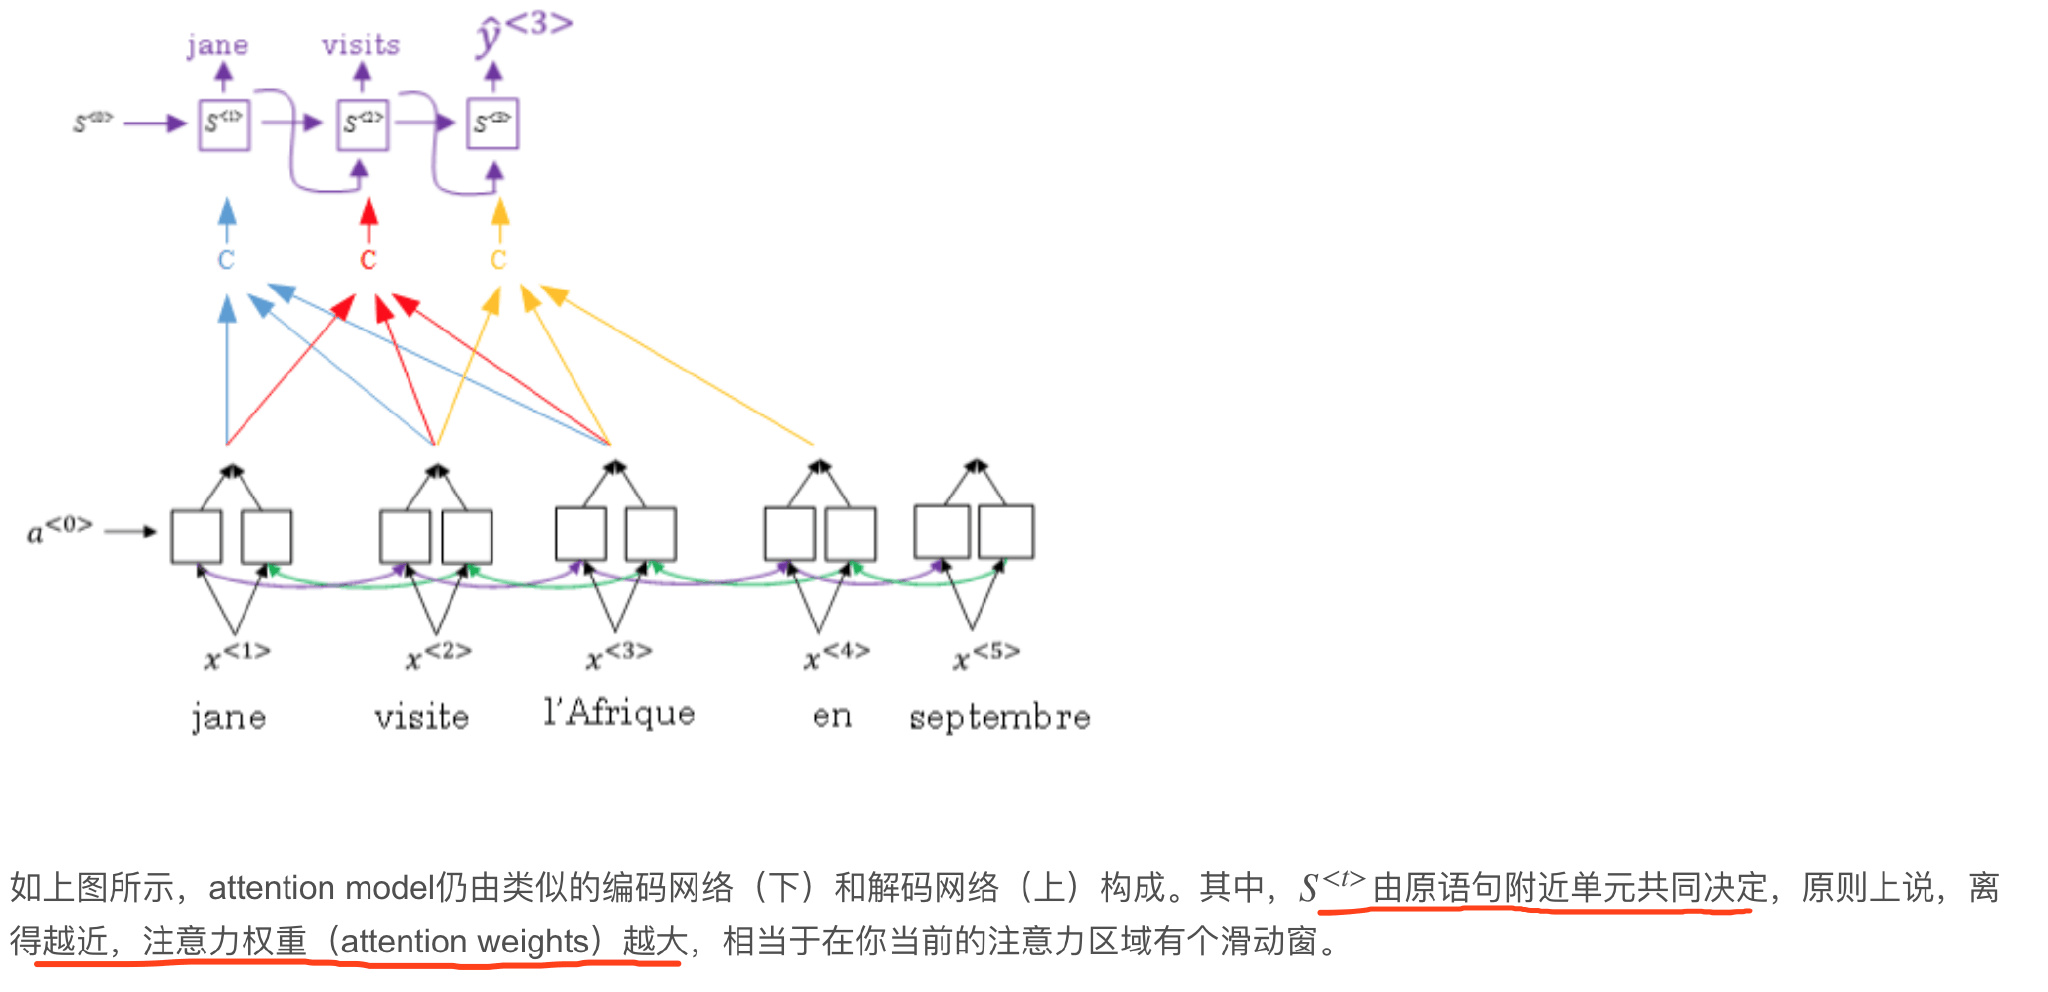 jane visits ŷ<3>
S<0> S<1> S<2> S<3>
C C C
a<0>
x<1> x<2> x<3> x<4> x<5>
jane visite l'Afrique en septembre
如上图所示，attention model仍由类似的编码网络（下）和解码网络（上）构成。其中，S<t>由原语句附近单元共同决定，原则上说，离
得越近，注意力权重（attention weights）越大，相当于在你当前的注意力区域有个滑动窗。